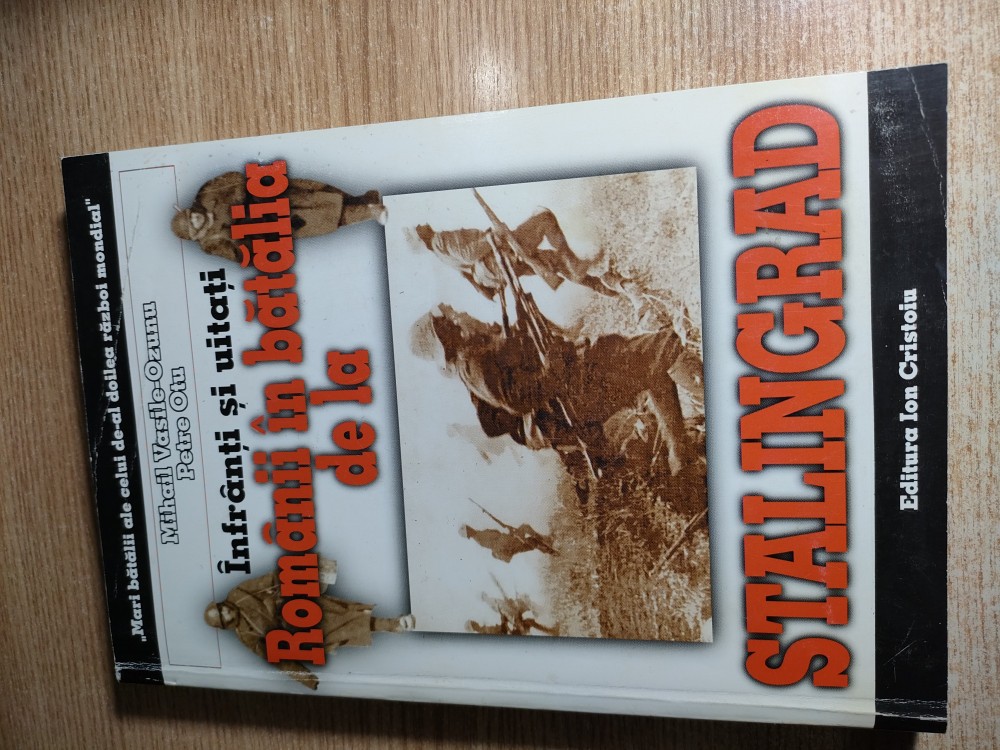 „Mari bătălii ale celui de-al doilea război mondial"
Mihail Vasile-Ozunu
Petre Otu
Înfrânți și uitați
Românii în bătălia
de la
STALINGRAD
Editura Ion Cristoiu